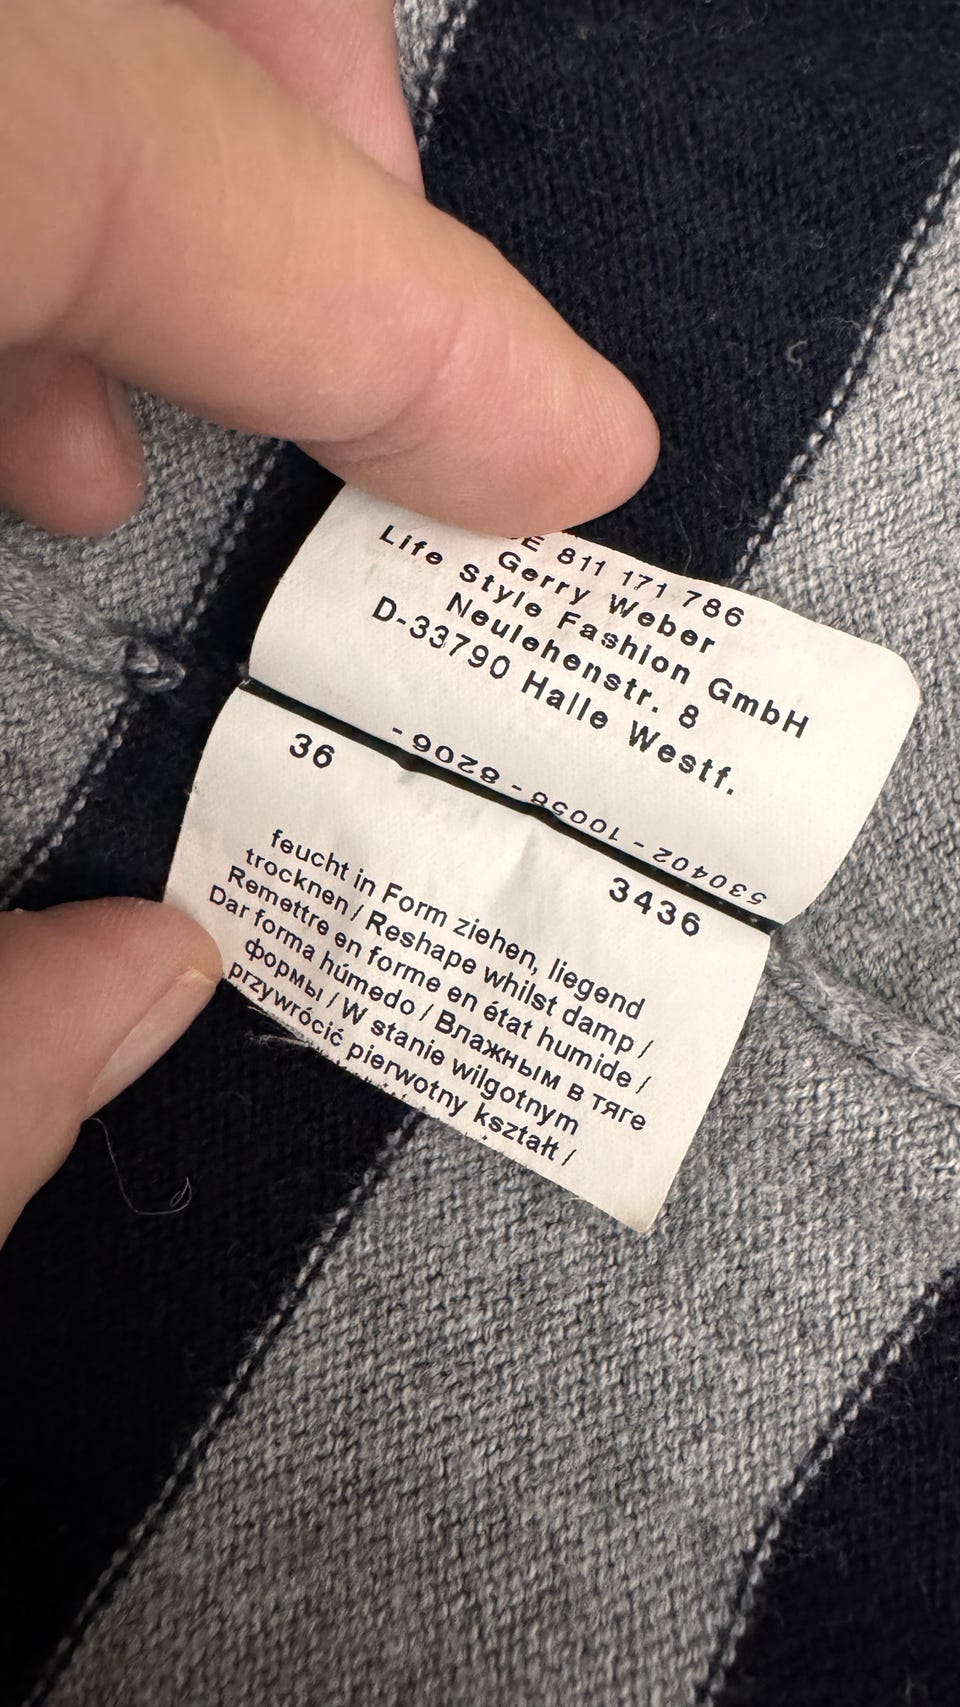 DE 811 171 786
Gerry Weber
Life Style Fashion GmbH
Neulehenstr. 8
D-33790 Halle Westf.
530402 - 10058 - 8206 -
36
3436
feucht in Form ziehen, liegend
trocknen / Reshape whilst damp /
Remettre en forme en état humide /
Dar forma húmedo / Влажным в тяге
формы / W stanie wilgotnym
przywrócić pierwotny kształt /